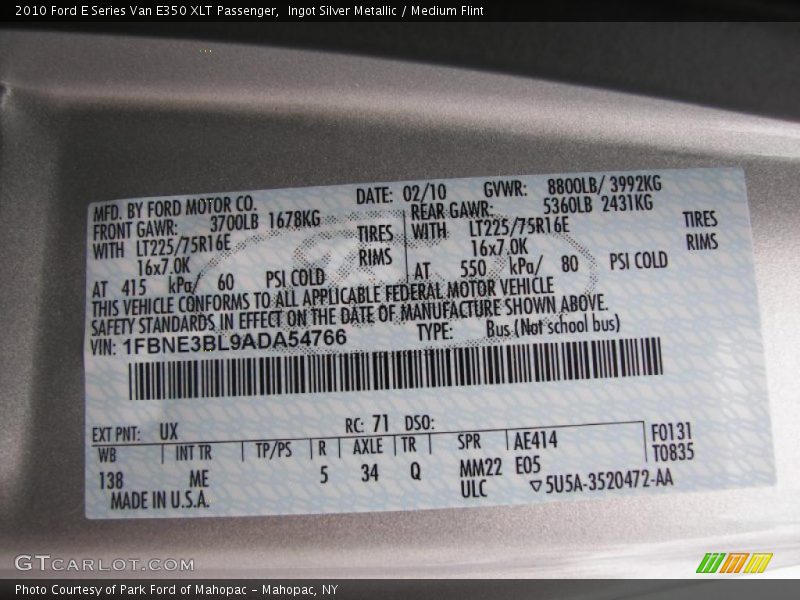 2010 Ford E Series Van E350 XLT Passenger, Ingot Silver Metallic / Medium Flint
MFD. BY FORD MOTOR CO. DATE: 02/10 GVWR: 8800LB/ 3992KG
FRONT GAWR: 3700LB 1678KG REAR GAWR: 5360LB 2431KG
WITH LT225/75R16E TIRES WITH LT225/75R16E TIRES
16x7.0K RIMS 16x7.0K RIMS
AT 415 kPa/ 60 PSI COLD AT 550 kPa/ 80 PSI COLD
THIS VEHICLE CONFORMS TO ALL APPLICABLE FEDERAL MOTOR VEHICLE
SAFETY STANDARDS IN EFFECT ON THE DATE OF MANUFACTURE SHOWN ABOVE.
VIN: 1FBNE3BL9ADA54766 TYPE: Bus (Not school bus)
EXT PNT: UX RC: 71 DSO:
WB INT TR TP/PS R AXLE TR SPR AE414 F0131
138 ME 5 34 Q MM22 E05 T0835
MADE IN U.S.A. ULC ▽5U5A-3520472-AA
GTCARLOT.COM
Photo Courtesy of Park Ford of Mahopac - Mahopac, NY